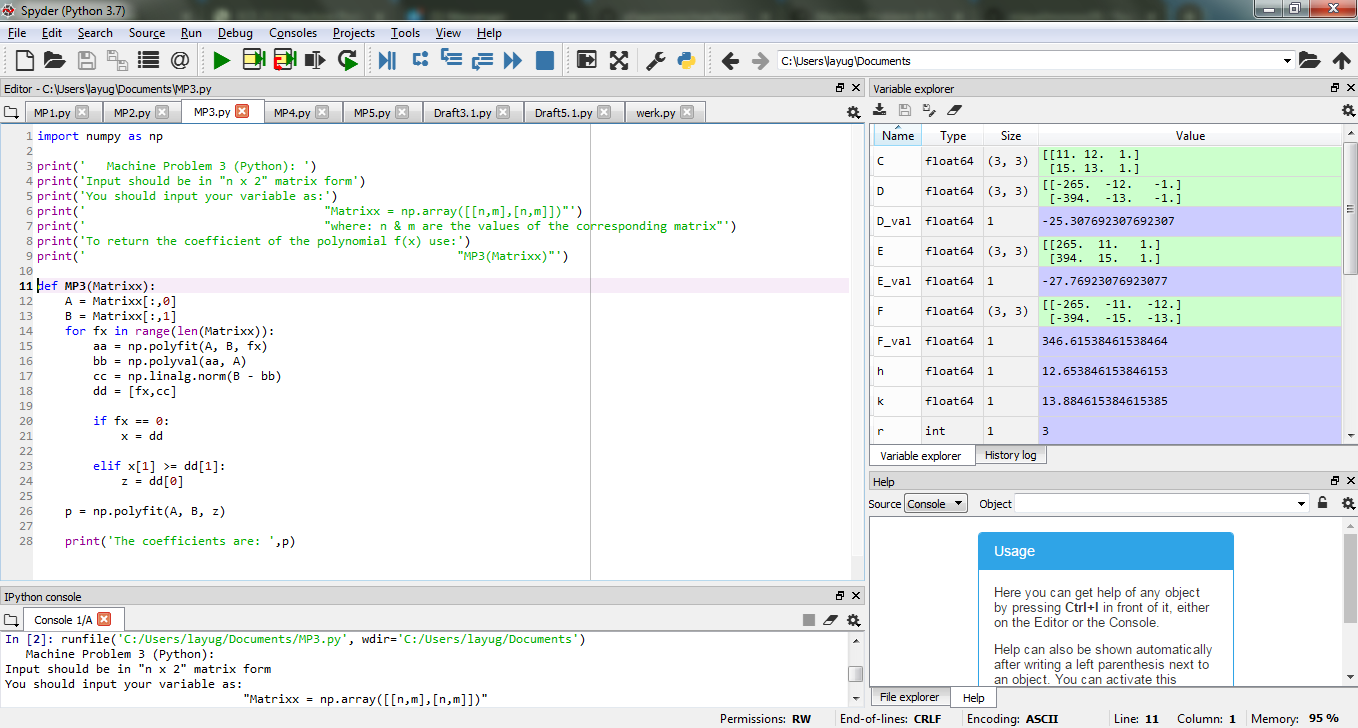 Spyder (Python 3.7)
File Edit Search Source Run Debug Consoles Projects Tools View Help
C:\Users\layug\Documents
Editor - C:\Users\layug\Documents\MP3.py
MP1.py MP2.py MP3.py MP4.py MP5.py Draft3.1.py Draft5.1.py werk.py
1 import numpy as np
2
3 print('   Machine Problem 3 (Python): ')
4 print('Input should be in "n x 2" matrix form')
5 print('You should input your variable as:')
6 print('                                  "Matrixx = np.array([[n,m],[n,m]])"')
7 print('                                  "where: n & m are the values of the corresponding matrix"')
8 print('To return the coefficient of the polynomial f(x) use:')
9 print('                                                     "MP3(Matrixx)"')
10
11 def MP3(Matrixx):
12     A = Matrixx[:,0]
13     B = Matrixx[:,1]
14     for fx in range(len(Matrixx)):
15         aa = np.polyfit(A, B, fx)
16         bb = np.polyval(aa, A)
17         cc = np.linalg.norm(B - bb)
18         dd = [fx,cc]
19
20         if fx == 0:
21             x = dd
22
23         elif x[1] >= dd[1]:
24             z = dd[0]
25
26     p = np.polyfit(A, B, z)
27
28     print('The coefficients are: ',p)
IPython console
Console 1/A
In [2]: runfile('C:/Users/layug/Documents/MP3.py', wdir='C:/Users/layug/Documents')
   Machine Problem 3 (Python):
Input should be in "n x 2" matrix form
You should input your variable as:
                                  "Matrixx = np.array([[n,m],[n,m]])"
Variable explorer
Name Type Size Value
C float64 (3, 3) [[11. 12.  1.]
 [15. 13.  1.]
D float64 (3, 3) [[-265.  -12.   -1.]
 [-394.  -13.   -1.]
D_val float64 1 -25.307692307692307
E float64 (3, 3) [[265.  11.   1.]
 [394.  15.   1.]
E_val float64 1 -27.76923076923077
F float64 (3, 3) [[-265.  -11.  -12.]
 [-394.  -15.  -13.]
F_val float64 1 346.61538461538464
h float64 1 12.653846153846153
k float64 1 13.884615384615385
r int 1 3
Variable explorer History log
Help
Source Console Object
Usage
Here you can get help of any object
by pressing Ctrl+I in front of it, either
on the Editor or the Console.
Help can also be shown automatically
after writing a left parenthesis next to
an object. You can activate this
File explorer Help
Permissions: RW End-of-lines: CRLF Encoding: ASCII Line: 11 Column: 1 Memory: 95 %